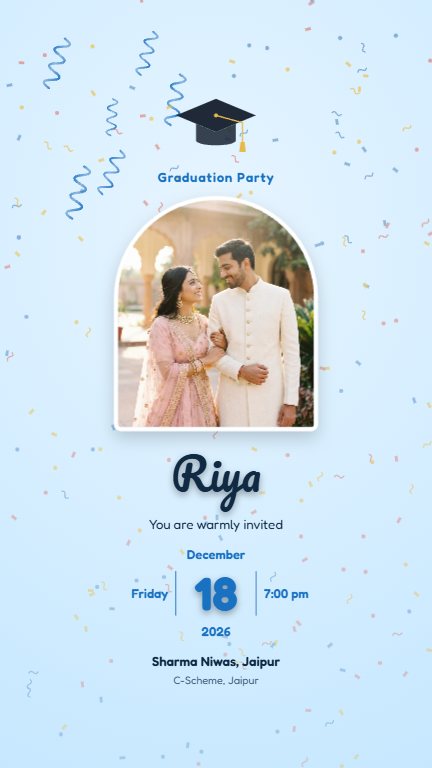 Graduation Party
Riya
You are warmly invited
December
Friday
18
7:00 pm
2026
Sharma Niwas, Jaipur
C-Scheme, Jaipur